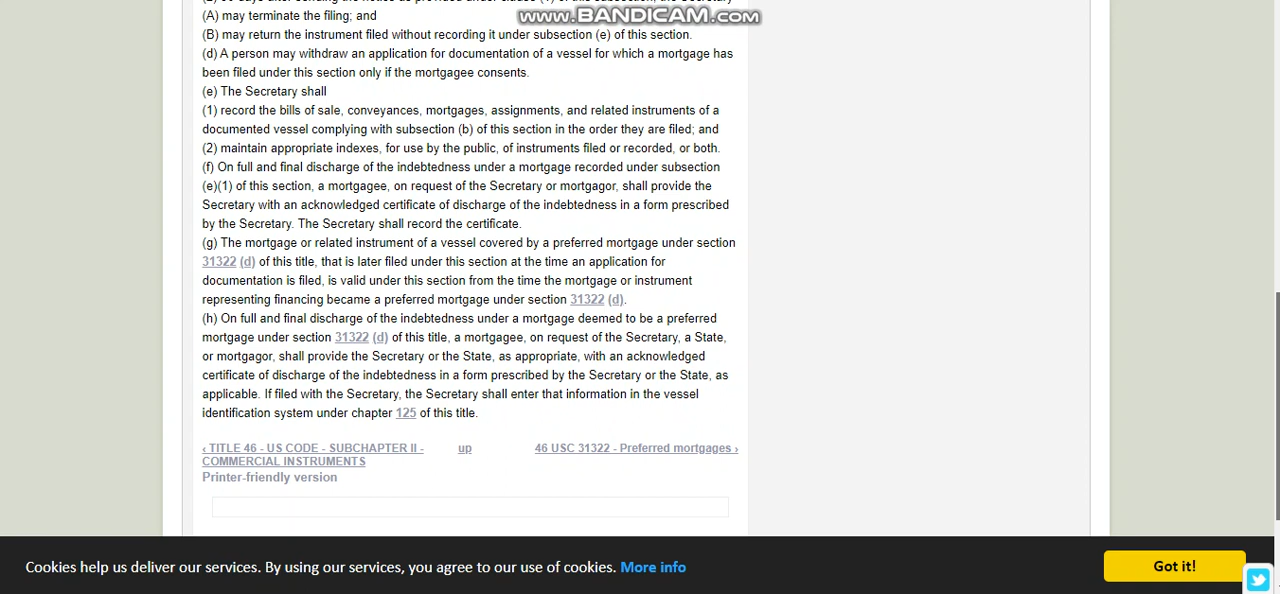 www.BANDICAM.com
(A) may terminate the filing; and
(B) may return the instrument filed without recording it under subsection (e) of this section.
(d) A person may withdraw an application for documentation of a vessel for which a mortgage has
been filed under this section only if the mortgagee consents.
(e) The Secretary shall
(1) record the bills of sale, conveyances, mortgages, assignments, and related instruments of a
documented vessel complying with subsection (b) of this section in the order they are filed; and
(2) maintain appropriate indexes, for use by the public, of instruments filed or recorded, or both.
(f) On full and final discharge of the indebtedness under a mortgage recorded under subsection
(e)(1) of this section, a mortgagee, on request of the Secretary or mortgagor, shall provide the
Secretary with an acknowledged certificate of discharge of the indebtedness in a form prescribed
by the Secretary. The Secretary shall record the certificate.
(g) The mortgage or related instrument of a vessel covered by a preferred mortgage under section
31322 (d) of this title, that is later filed under this section at the time an application for
documentation is filed, is valid under this section from the time the mortgage or instrument
representing financing became a preferred mortgage under section 31322 (d).
(h) On full and final discharge of the indebtedness under a mortgage deemed to be a preferred
mortgage under section 31322 (d) of this title, a mortgagee, on request of the Secretary, a State,
or mortgagor, shall provide the Secretary or the State, as appropriate, with an acknowledged
certificate of discharge of the indebtedness in a form prescribed by the Secretary or the State, as
applicable. If filed with the Secretary, the Secretary shall enter that information in the vessel
identification system under chapter 125 of this title.
‹ TITLE 46 - US CODE - SUBCHAPTER II -
COMMERCIAL INSTRUMENTS
up
46 USC 31322 - Preferred mortgages ›
Printer-friendly version
Cookies help us deliver our services. By using our services, you agree to our use of cookies. More info
Got it!